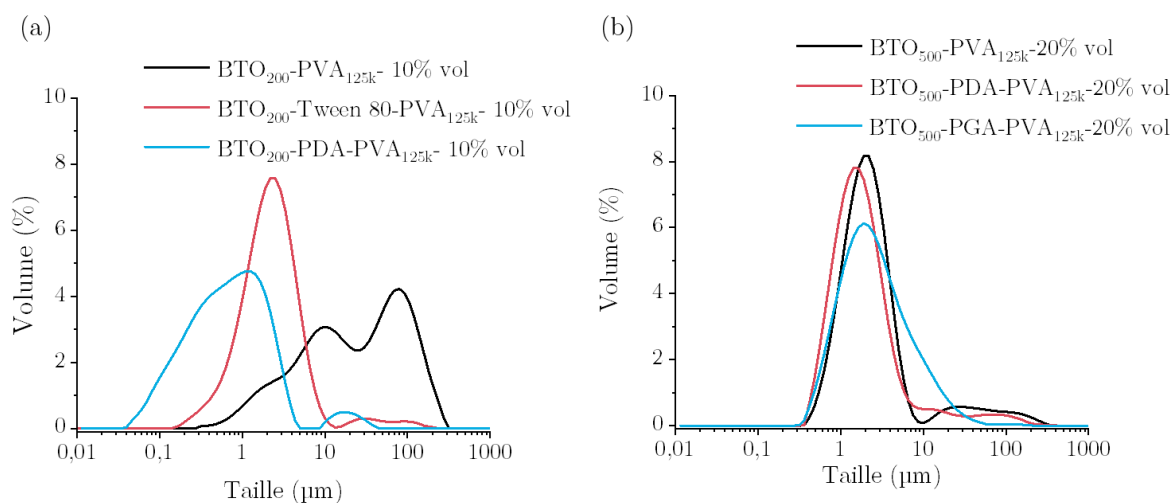 (a)
BTO200-PVA125k- 10% vol
BTO200-Tween 80-PVA125k- 10% vol
BTO200-PDA-PVA125k- 10% vol
10
8
6
4
2
0
Volume (%)
0,01 0,1 1 10 100 1000
Taille (µm)
(b)
BTO500-PVA125k-20% vol
BTO500-PDA-PVA125k-20% vol
BTO500-PGA-PVA125k-20% vol
10
8
6
4
2
0
Volume (%)
0,01 0,1 1 10 100 1000
Taille (µm)